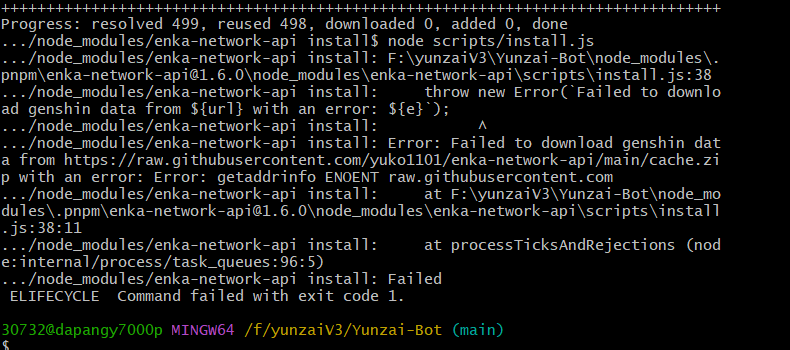 ++++++++++++++++++++++++++++++++++++++++++++++++++++++++++++++++++++++++++++++
Progress: resolved 499, reused 498, downloaded 0, added 0, done
.../node_modules/enka-network-api install$ node scripts/install.js
.../node_modules/enka-network-api install: F:\yunzaiV3\Yunzai-Bot\node_modules\.
pnpm\enka-network-api@1.6.0\node_modules\enka-network-api\scripts\install.js:38
.../node_modules/enka-network-api install:     throw new Error(`Failed to downlo
ad genshin data from ${url} with an error: ${e}`);
.../node_modules/enka-network-api install:           ^
.../node_modules/enka-network-api install: Error: Failed to download genshin dat
a from https://raw.githubusercontent.com/yuko1101/enka-network-api/main/cache.zi
p with an error: Error: getaddrinfo ENOENT raw.githubusercontent.com
.../node_modules/enka-network-api install:     at F:\yunzaiV3\Yunzai-Bot\node_mo
dules\.pnpm\enka-network-api@1.6.0\node_modules\enka-network-api\scripts\install
.js:38:11
.../node_modules/enka-network-api install:     at processTicksAndRejections (nod
e:internal/process/task_queues:96:5)
.../node_modules/enka-network-api install: Failed
 ELIFECYCLE  Command failed with exit code 1.
30732@dapangy7000p MINGW64 /f/yunzaiV3/Yunzai-Bot (main)
$